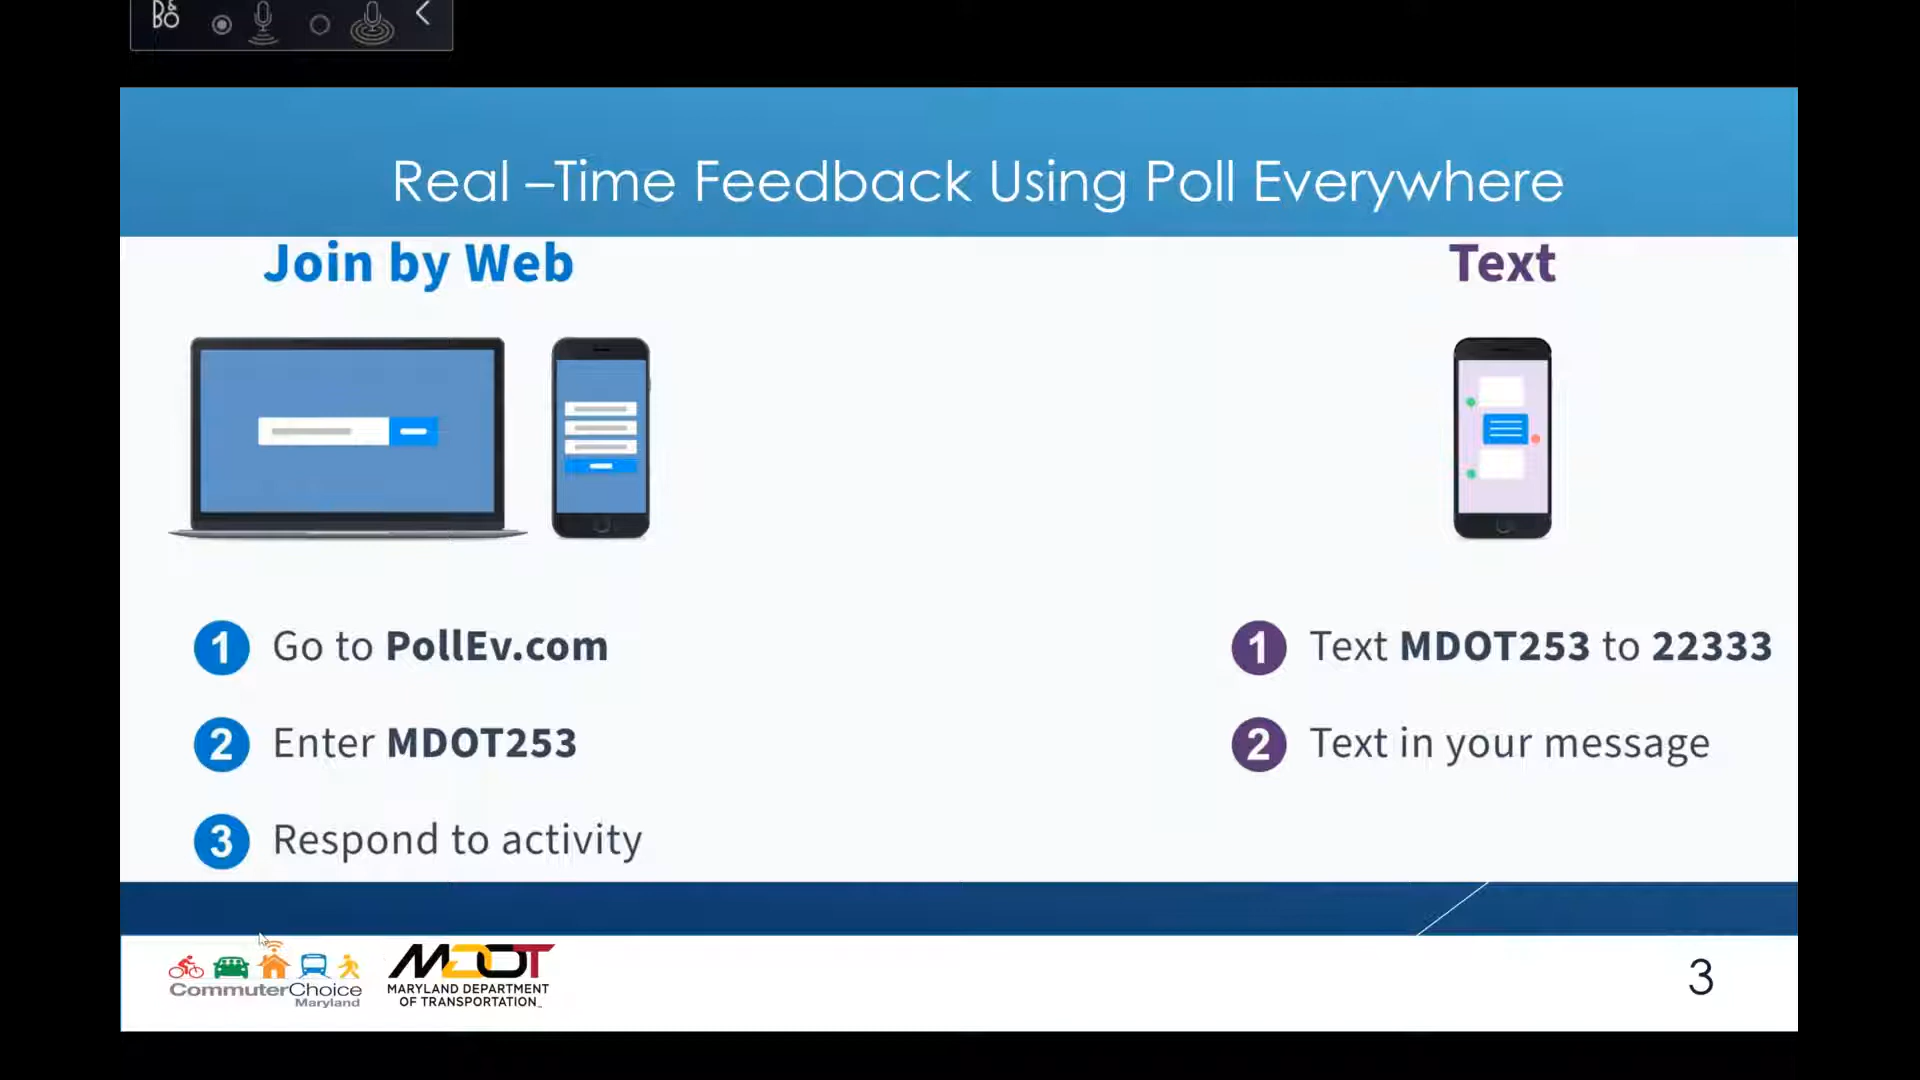 B&O
Real –Time Feedback Using Poll Everywhere
Join by Web
1 Go to PollEv.com
2 Enter MDOT253
3 Respond to activity
Text
1 Text MDOT253 to 22333
2 Text in your message
CommuterChoice
Maryland
MDOT
MARYLAND DEPARTMENT
OF TRANSPORTATION
3